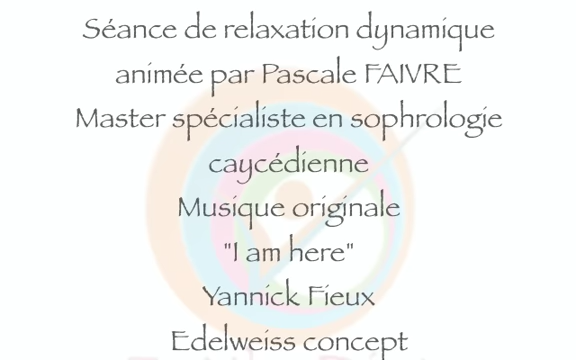 Séance de relaxation dynamique
animée par Pascale FAIVRE
Master spécialiste en sophrologie
caycédienne
Musique originale
"I am here"
Yannick Fieux
Edelweiss concept